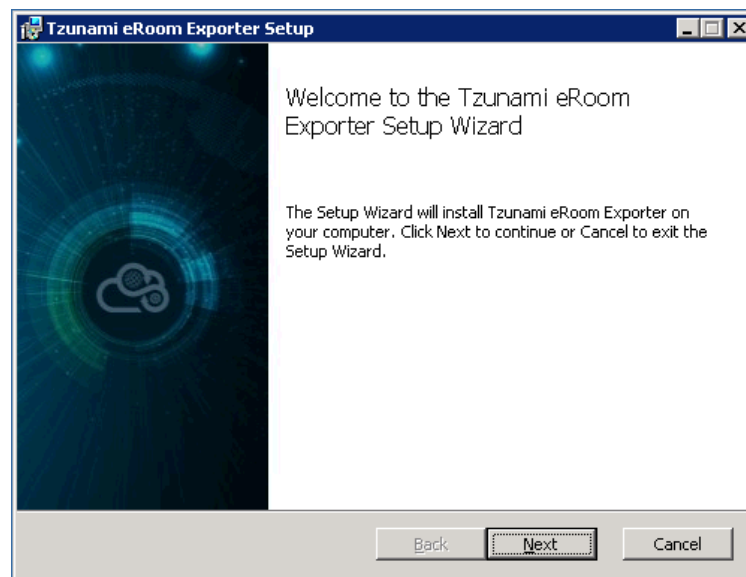 Tzunami eRoom Exporter Setup
Welcome to the Tzunami eRoom
Exporter Setup Wizard
The Setup Wizard will install Tzunami eRoom Exporter on
your computer. Click Next to continue or Cancel to exit the
Setup Wizard.
Back Next Cancel